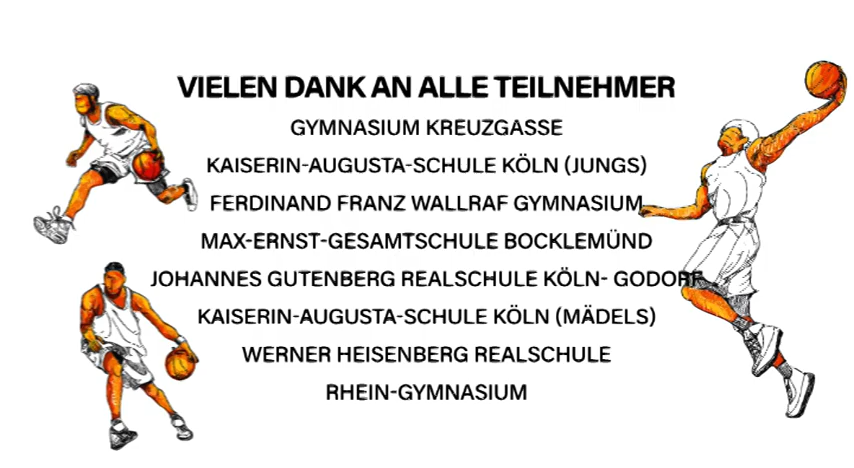 VIELEN DANK AN ALLE TEILNEHMER
GYMNASIUM KREUZGASSE
KAISERIN-AUGUSTA-SCHULE KÖLN (JUNGS)
FERDINAND FRANZ WALLRAF GYMNASIUM
MAX-ERNST-GESAMTSCHULE BOCKLEMÜND
JOHANNES GUTENBERG REALSCHULE KÖLN- GODORF
KAISERIN-AUGUSTA-SCHULE KÖLN (MÄDELS)
WERNER HEISENBERG REALSCHULE
RHEIN-GYMNASIUM